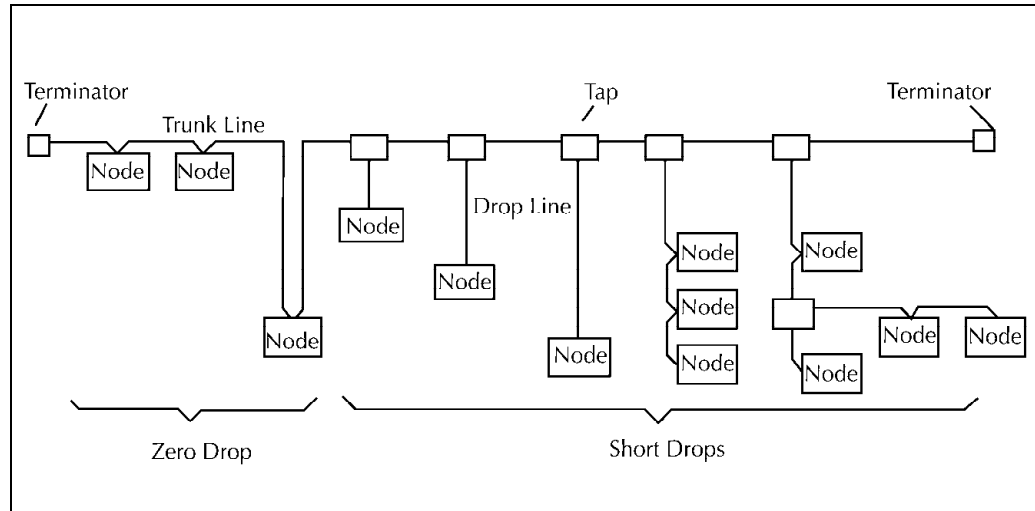 Terminator
Tap
Terminator
Trunk Line
Node
Node
Drop Line
Node
Node
Node
Node
Node
Node
Node
Node
Node
Node
Node
Node
Zero Drop
Short Drops